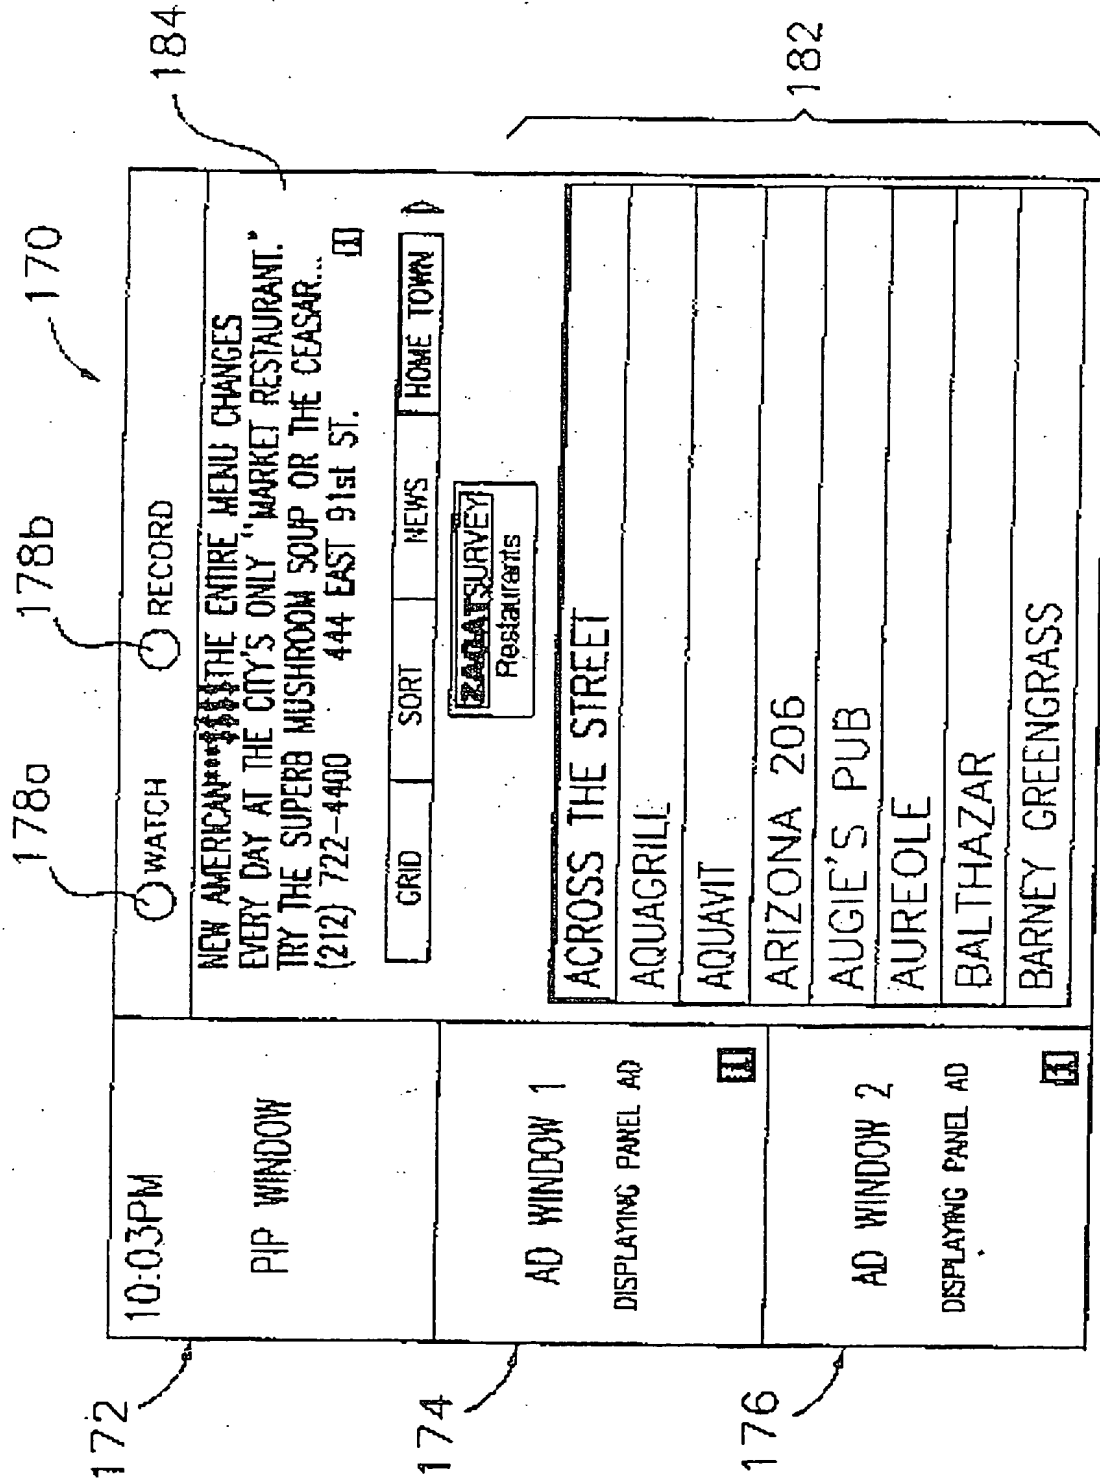 170
178a
178b
WATCH
RECORD
184
10:03PM
172
PIP WINDOW
NEW AMERICAN****$$$$THE ENTIRE MENU CHANGES
EVERY DAY AT THE CITY'S ONLY "MARKET RESTAURANT."
TRY THE SUPERB MUSHROOM SOUP OR THE CEASAR...
(212) 722-4400 444 EAST 91st ST.
i
GRID SORT NEWS HOME TOWN
ZAGATSURVEY
Restaurants
174
AD WINDOW 1
DISPLAYING PANEL AD
176
AD WINDOW 2
DISPLAYING PANEL AD
182
ACROSS THE STREET
AQUAGRILL
AQUAVIT
ARIZONA 206
AUGIE'S PUB
AUREOLE
BALTHAZAR
BARNEY GREENGRASS